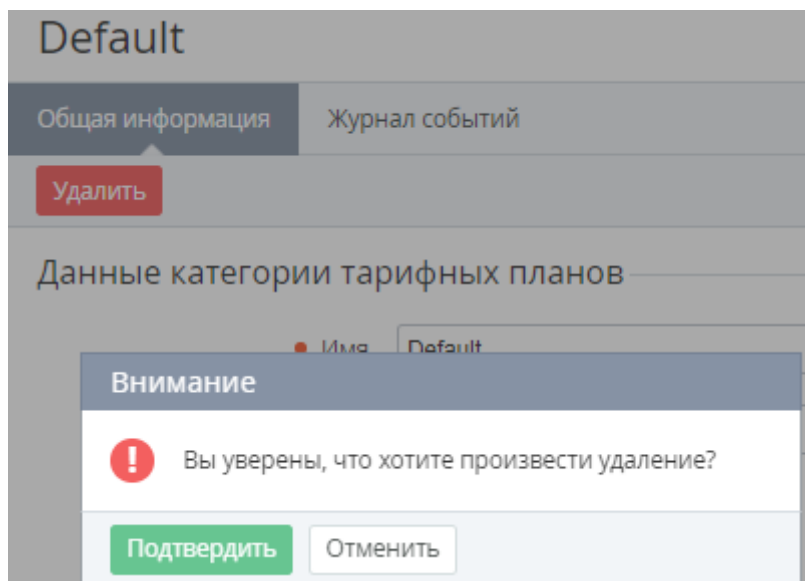 Default
Общая информация Журнал событий
Удалить
Данные категории тарифных планов
Имя Default
Внимание
Вы уверены, что хотите произвести удаление?
Подтвердить Отменить